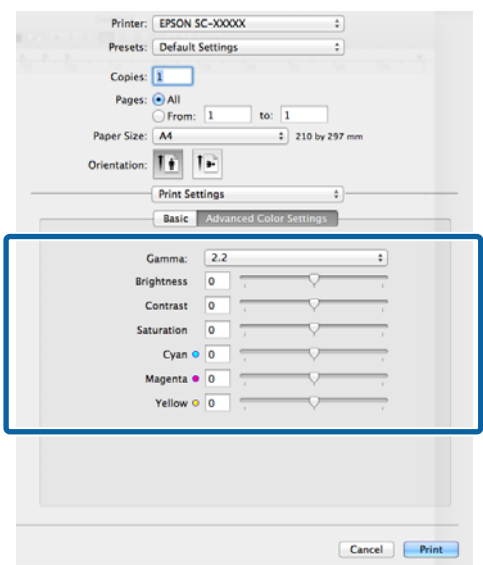 Printer: EPSON SC-XXXXX
Presets: Default Settings
Copies: 1
Pages: All
From: 1 to: 1
Paper Size: A4 210 by 297 mm
Orientation:
Print Settings
Basic Advanced Color Settings
Gamma: 2.2
Brightness 0
Contrast 0
Saturation 0
Cyan 0
Magenta 0
Yellow 0
Cancel Print